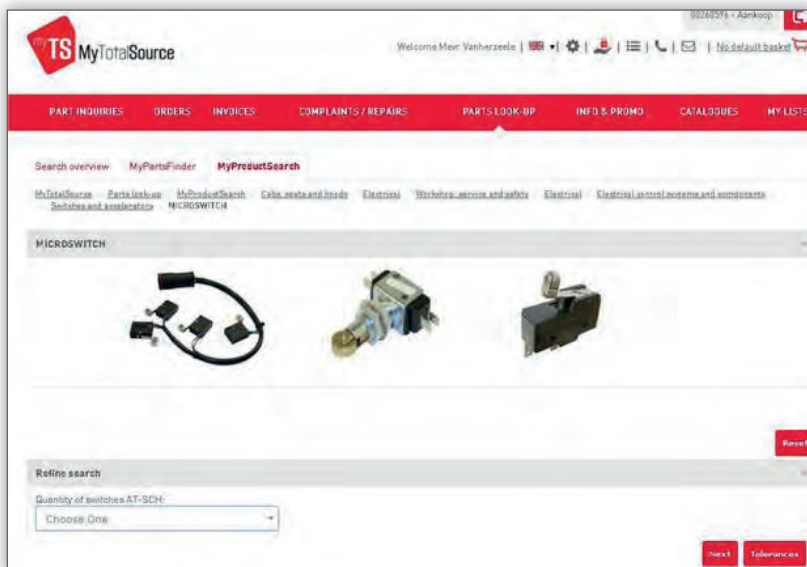 00260596 - Aankoop
my TS MyTotalSource
Welcome Mevr. Vanherzeele | | | | | | | No default basket
PART INQUIRIES ORDERS INVOICES COMPLAINTS / REPAIRS PARTS LOOK-UP INFO & PROMO CATALOGUES MY LISTS
Search overview MyPartsFinder MyProductSearch
MyTotalSource Parts look-up MyProductSearch Cabs, seats and hoods Electrical Workshop, service and safety Electrical Electrical control systems and components
Switches and accelerators MICROSWITCH
MICROSWITCH
Reset
Refine search
Quantity of switches AT-SCH:
Choose One
Next Tolerances